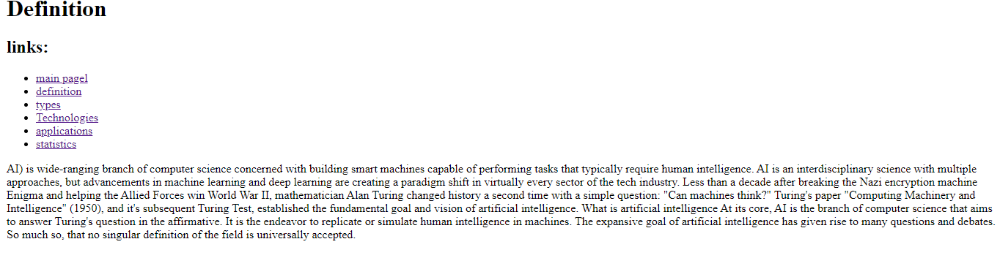 Definition
links:
main pagel
definition
types
Technologies
applications
statistics
AI) is wide-ranging branch of computer science concerned with building smart machines capable of performing tasks that typically require human intelligence. AI is an interdisciplinary science with multiple
approaches, but advancements in machine learning and deep learning are creating a paradigm shift in virtually every sector of the tech industry. Less than a decade after breaking the Nazi encryption machine
Enigma and helping the Allied Forces win World War II, mathematician Alan Turing changed history a second time with a simple question: "Can machines think?" Turing's paper "Computing Machinery and
Intelligence" (1950), and it's subsequent Turing Test, established the fundamental goal and vision of artificial intelligence. What is artificial intelligence At its core, AI is the branch of computer science that aims
to answer Turing's question in the affirmative. It is the endeavor to replicate or simulate human intelligence in machines. The expansive goal of artificial intelligence has given rise to many questions and debates.
So much so, that no singular definition of the field is universally accepted.